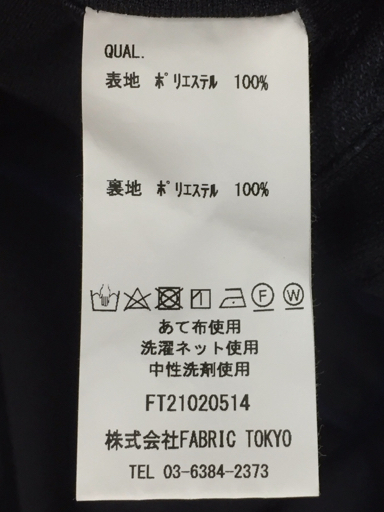 QUAL.
表地 ポリエステル 100%
裏地 ポリエステル 100%
F W
あて布使用
洗濯ネット使用
中性洗剤使用
FT21020514
株式会社FABRIC TOKYO
TEL 03-6384-2373